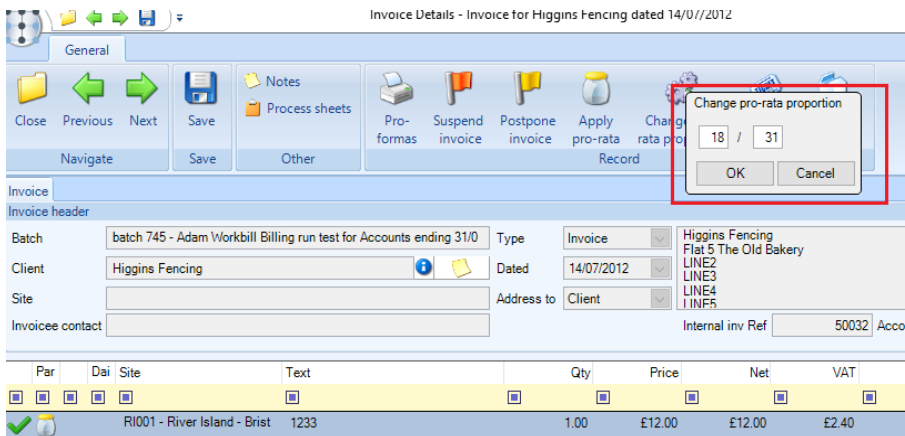 Invoice Details - Invoice for Higgins Fencing dated 14/07/2012
General
Close Previous Next Save Notes Process sheets
Pro-formas Suspend invoice Postpone invoice Apply pro-rata Chang rata prop
Navigate Save Other Record
Change pro-rata proportion
18 / 31
OK Cancel
Invoice
Invoice header
Batch batch 745 - Adam Workbill Billing run test for Accounts ending 31/0 Type Invoice
Client Higgins Fencing Dated 14/07/2012
Site Address to Client
Invoicee contact
Higgins Fencing
Flat 5 The Old Bakery
LINE2
LINE3
LINE4
LINE5
Internal inv Ref 50032 Acco
Par Dai Site Text Qty Price Net VAT
RI001 - River Island - Brist 1233 1.00 £12.00 £12.00 £2.40